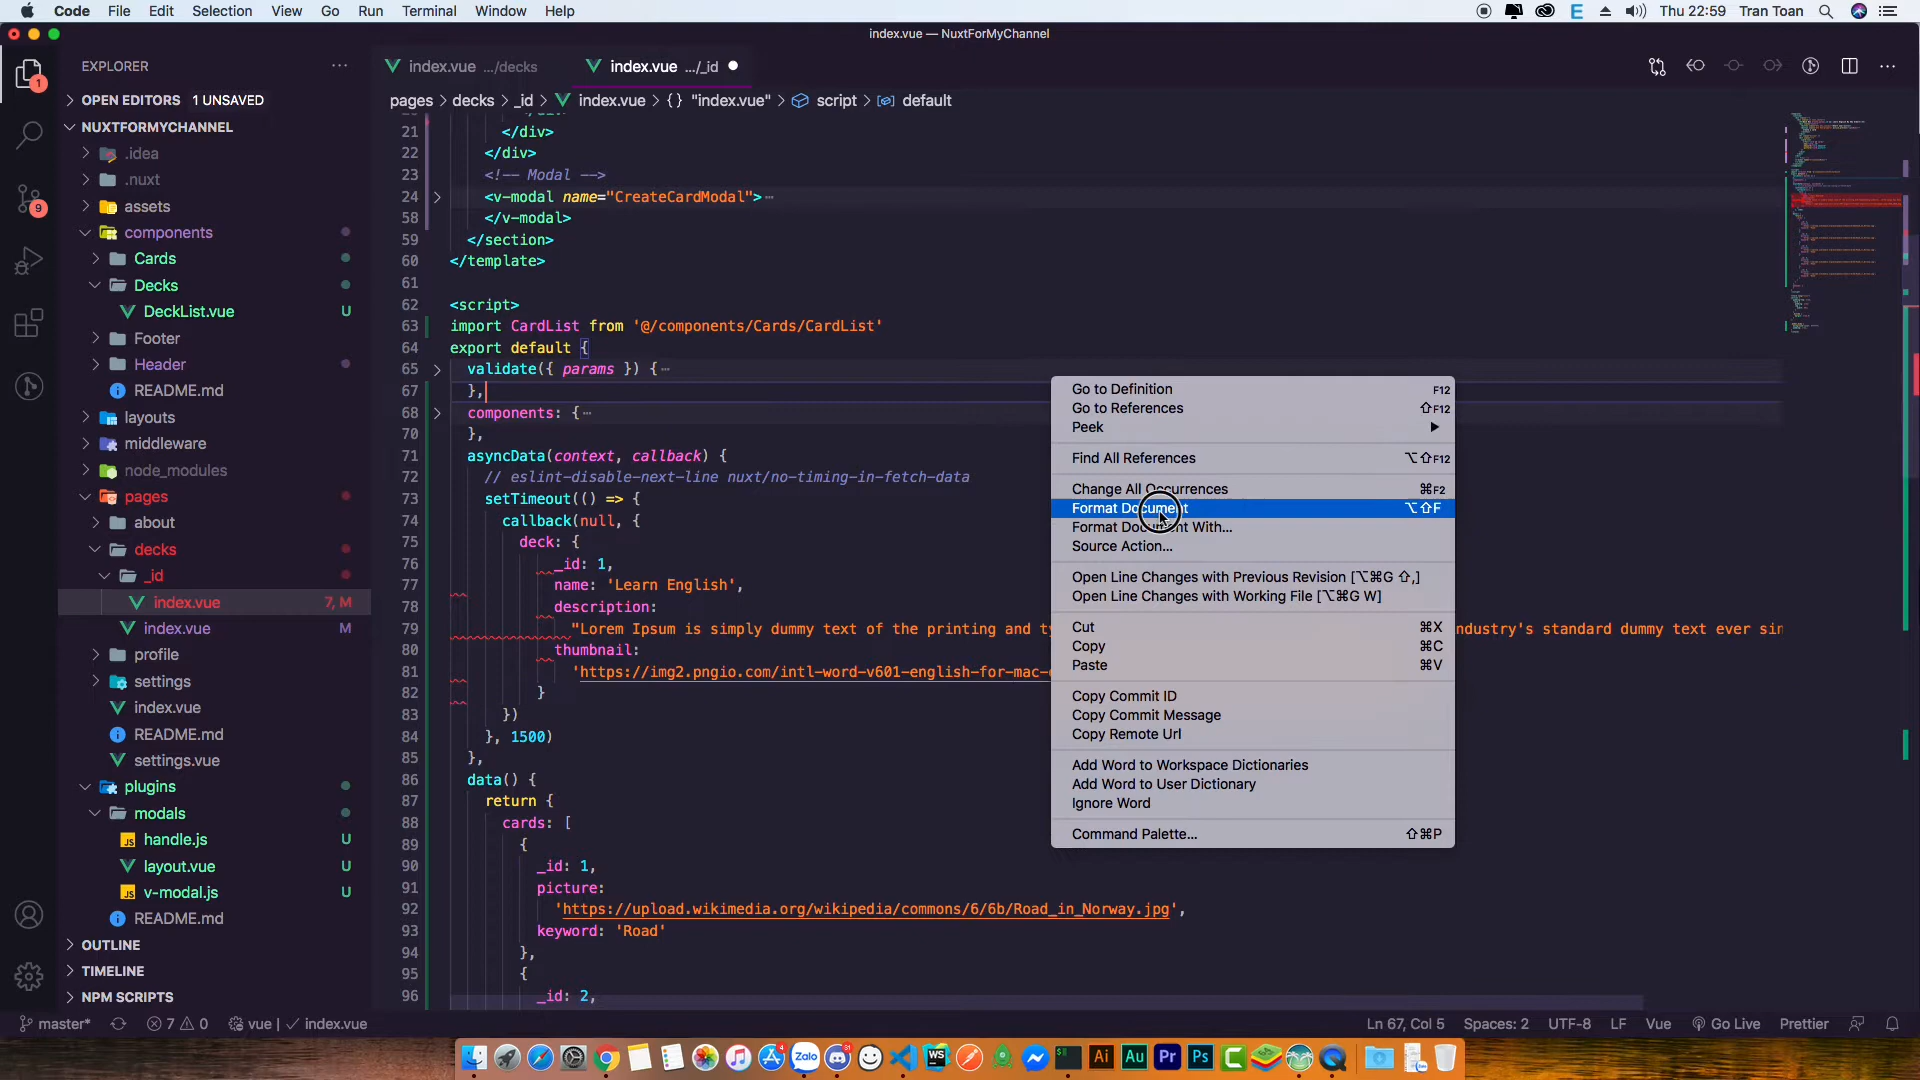 Code File Edit Selection View Go Run Terminal Window Help
Thu 22:59 Tran Toan
index.vue — NuxtForMyChannel
EXPLORER
OPEN EDITORS 1 UNSAVED
NUXTFORMYCHANNEL
.idea
.nuxt
assets
components
Cards
Decks
DeckList.vue U
Footer
Header
README.md
layouts
middleware
node_modules
pages
about
decks
_id
index.vue 7, M
index.vue M
profile
settings
index.vue
README.md
settings.vue
plugins
modals
handle.js U
layout.vue U
v-modal.js U
README.md
OUTLINE
TIMELINE
NPM SCRIPTS
1
9
index.vue .../decks
index.vue .../_id
pages > decks > _id > index.vue > {} "index.vue" > script > default
21 </div>
22 </div>
23 <!-- Modal -->
24 <v-modal name="CreateCardModal">
58 </v-modal>
59 </section>
60 </template>
61
62 <script>
63 import CardList from '@/components/Cards/CardList'
64 export default {
65 validate({ params }) {
67 },
68 components: {
70 },
71 asyncData(context, callback) {
72 // eslint-disable-next-line nuxt/no-timing-in-fetch-data
73 setTimeout(() => {
74 callback(null, {
75 deck: {
76 _id: 1,
77 name: 'Learn English',
78 description:
79 "Lorem Ipsum is simply dummy text of the printing and ty ndustry's standard dummy text ever sin
80 thumbnail:
81 'https://img2.pngio.com/intl-word-v601-english-for-mac-
82 }
83 })
84 }, 1500)
85 },
86 data() {
87 return {
88 cards: [
89 {
90 _id: 1,
91 picture:
92 'https://upload.wikimedia.org/wikipedia/commons/6/6b/Road_in_Norway.jpg',
93 keyword: 'Road'
94 },
95 {
96 _id: 2,
Go to Definition F12
Go to References ⇧F12
Peek
Find All References ⌥⇧F12
Change All Occurrences ⌘F2
Format Document ⌥⇧F
Format Document With...
Source Action...
Open Line Changes with Previous Revision [⌥⌘G ⇧,]
Open Line Changes with Working File [⌥⌘G W]
Cut ⌘X
Copy ⌘C
Paste ⌘V
Copy Commit ID
Copy Commit Message
Copy Remote Url
Add Word to Workspace Dictionaries
Add Word to User Dictionary
Ignore Word
Command Palette... ⇧⌘P
master* 7 0 vue | index.vue
Ln 67, Col 5 Spaces: 2 UTF-8 LF Vue Go Live Prettier
Zalo WS Ai Au Pr Ps C